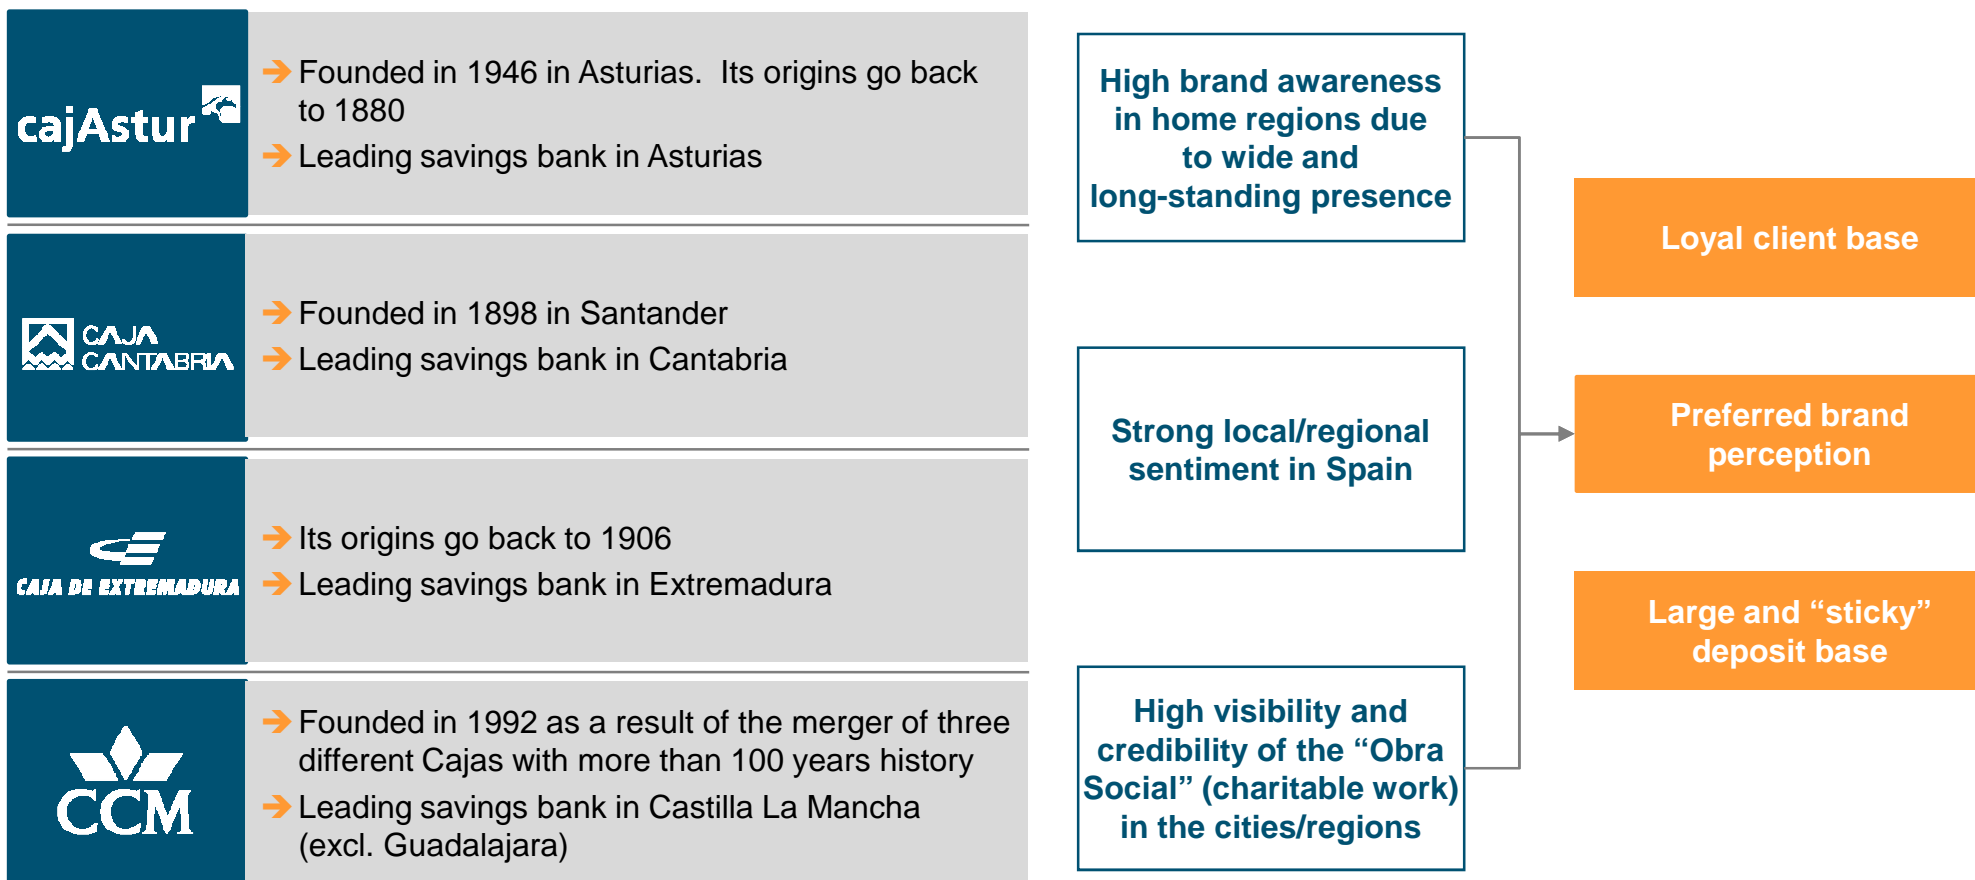 cajAstur
Founded in 1946 in Asturias.  Its origins go back
to 1880
Leading savings bank in Asturias
CAJA
CANTABRIA
Founded in 1898 in Santander
Leading savings bank in Cantabria
CAJA DE EXTREMADURA
Its origins go back to 1906
Leading savings bank in Extremadura
CCM
Founded in 1992 as a result of the merger of three
different Cajas with more than 100 years history
Leading savings bank in Castilla La Mancha
(excl. Guadalajara)
High brand awareness
in home regions due
to wide and
long-standing presence
Strong local/regional
sentiment in Spain
High visibility and
credibility of the “Obra
Social” (charitable work)
in the cities/regions
Loyal client base
Preferred brand
perception
Large and “sticky”
deposit base